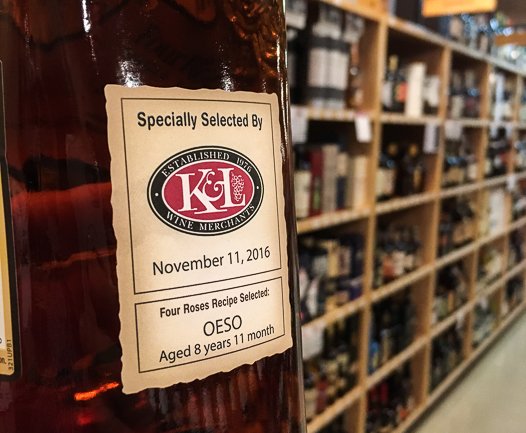 Specially Selected By
ESTABLISHED 1976
K&L
WINE MERCHANTS
November 11, 2016
Four Roses Recipe Selected:
OESO
Aged 8 years 11 month